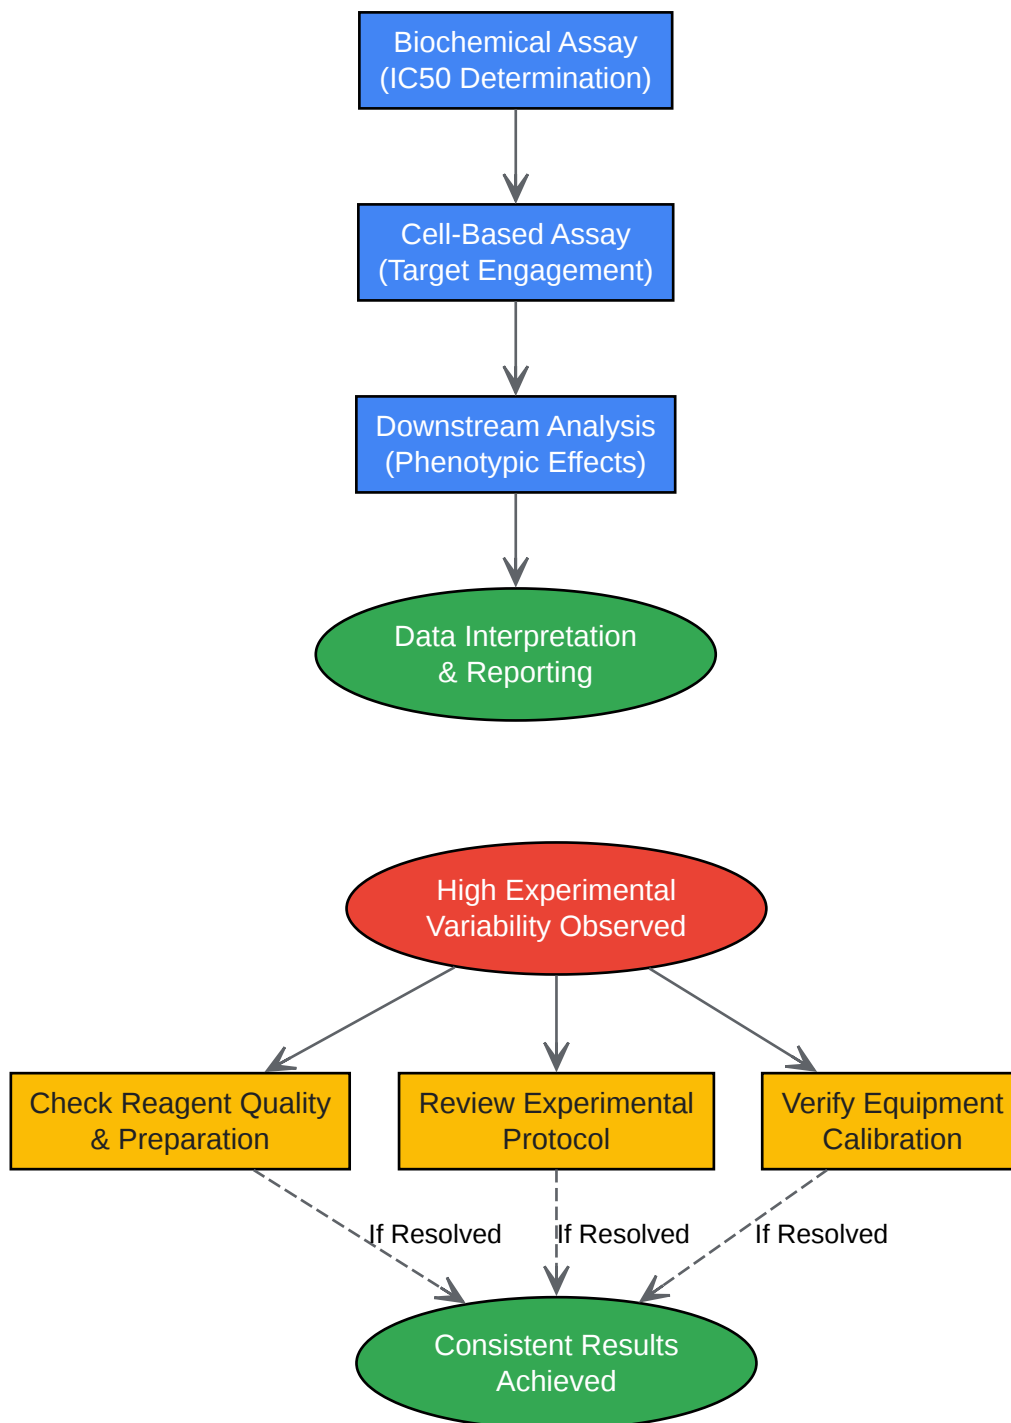 Biochemical Assay
(IC50 Determination)
Cell-Based Assay
(Target Engagement)
Downstream Analysis
(Phenotypic Effects)
Data Interpretation
& Reporting
High Experimental
Variability Observed
Check Reagent Quality
& Preparation
Review Experimental
Protocol
Verify Equipment
Calibration
If Resolved
If Resolved
If Resolved
Consistent Results
Achieved